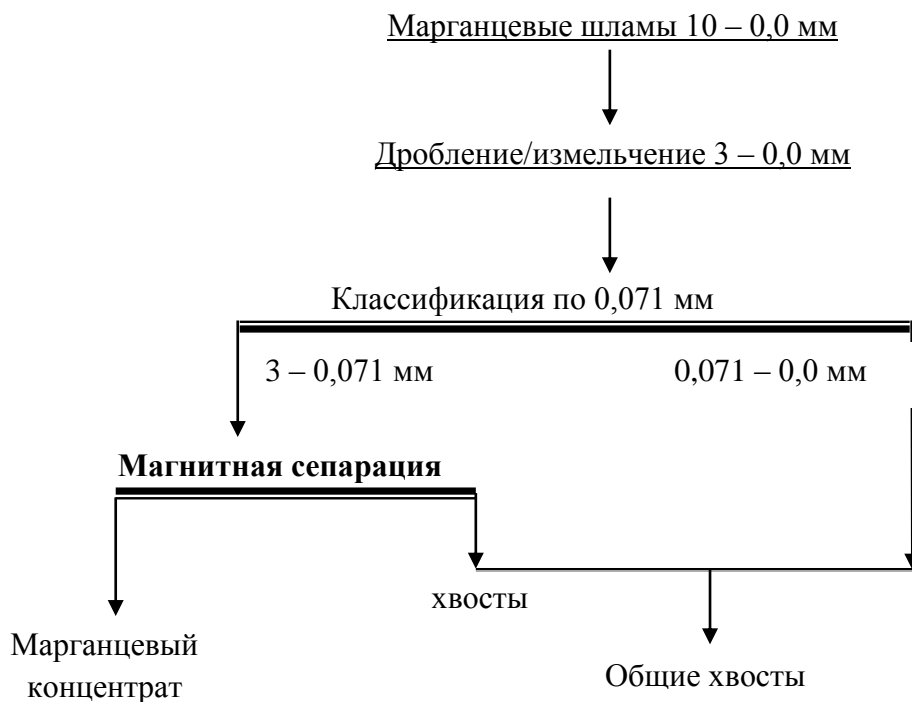 Марганцевые шламы 10 – 0,0 мм
Дробление/измельчение 3 – 0,0 мм
Классификация по 0,071 мм
3 – 0,071 мм
0,071 – 0,0 мм
Магнитная сепарация
хвосты
Марганцевый
концентрат
Общие хвосты